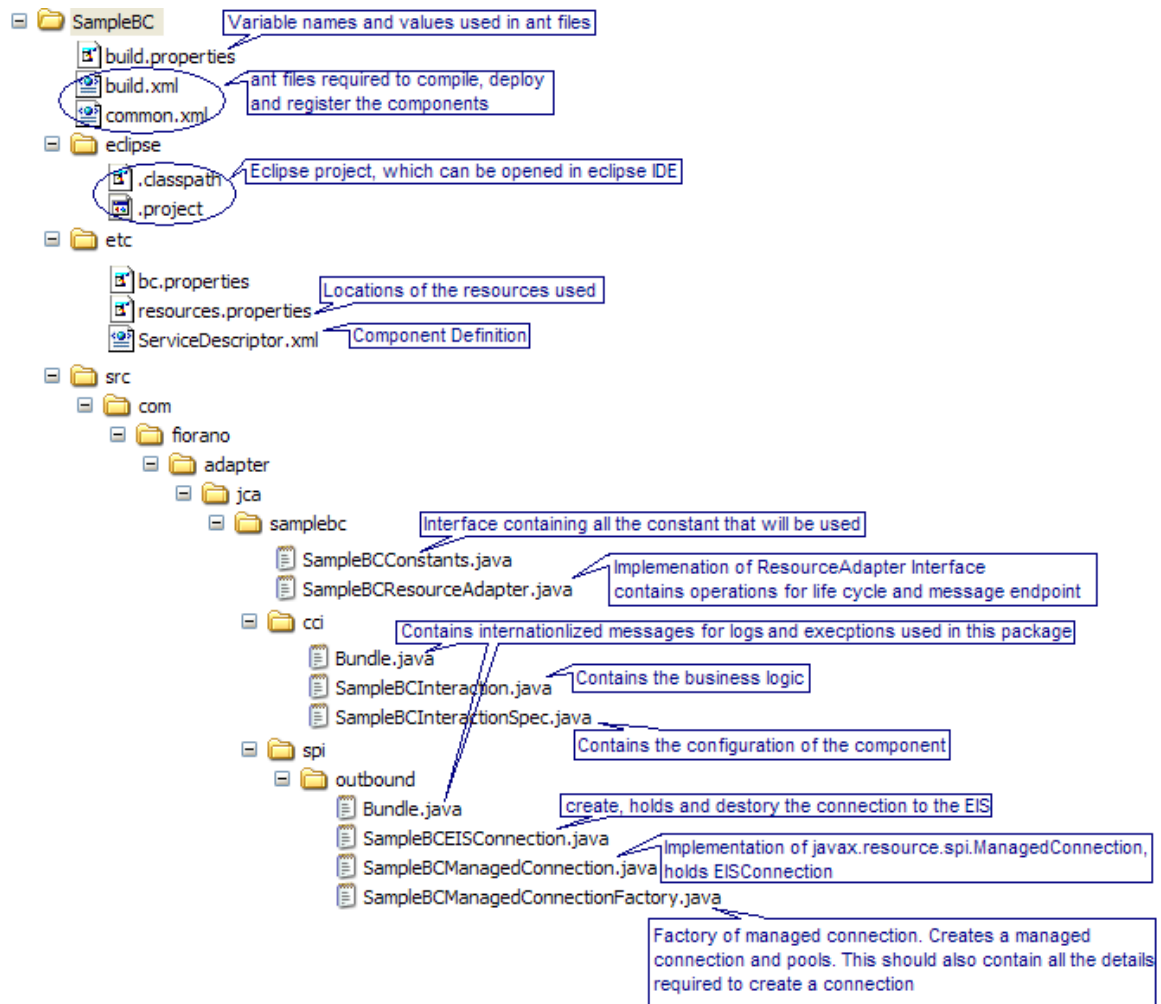 SampleBC
Variable names and values used in ant files
build.properties
build.xml
ant files required to compile, deploy
and register the components
common.xml
eclipse
.classpath
Eclipse project, which can be opened in eclipse IDE
.project
etc
bc.properties
Locations of the resources used
resources.properties
ServiceDescriptor.xml
Component Definition
src
com
fiorano
adapter
jca
samplebc
Interface containing all the constant that will be used
SampleBCConstants.java
SampleBCResourceAdapter.java
Implemenation of ResourceAdapter Interface
contains operations for life cycle and message endpoint
cci
Contains internationlized messages for logs and execptions used in this package
Bundle.java
SampleBCInteraction.java
Contains the business logic
SampleBCInteractionSpec.java
Contains the configuration of the component
spi
outbound
Bundle.java
create, holds and destory the connection to the EIS
SampleBCEISConnection.java
SampleBCManagedConnection.java
Implementation of javax.resource.spi.ManagedConnection,
holds EISConnection
SampleBCManagedConnectionFactory.java
Factory of managed connection. Creates a managed
connection and pools. This should also contain all the details
required to create a connection